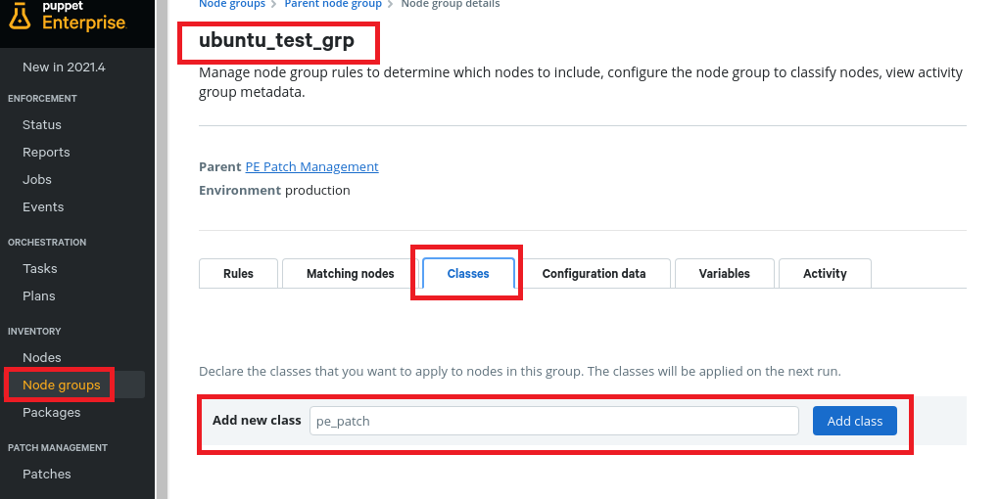 puppet
Enterprise
New in 2021.4
ENFORCEMENT
Status
Reports
Jobs
Events
ORCHESTRATION
Tasks
Plans
INVENTORY
Nodes
Node groups
Packages
PATCH MANAGEMENT
Patches
Node groups > Parent node group > Node group details
ubuntu_test_grp
Manage node group rules to determine which nodes to include, configure the node group to classify nodes, view activity
group metadata.
Parent PE Patch Management
Environment production
Rules Matching nodes Classes Configuration data Variables Activity
Declare the classes that you want to apply to nodes in this group. The classes will be applied on the next run.
Add new class pe_patch Add class